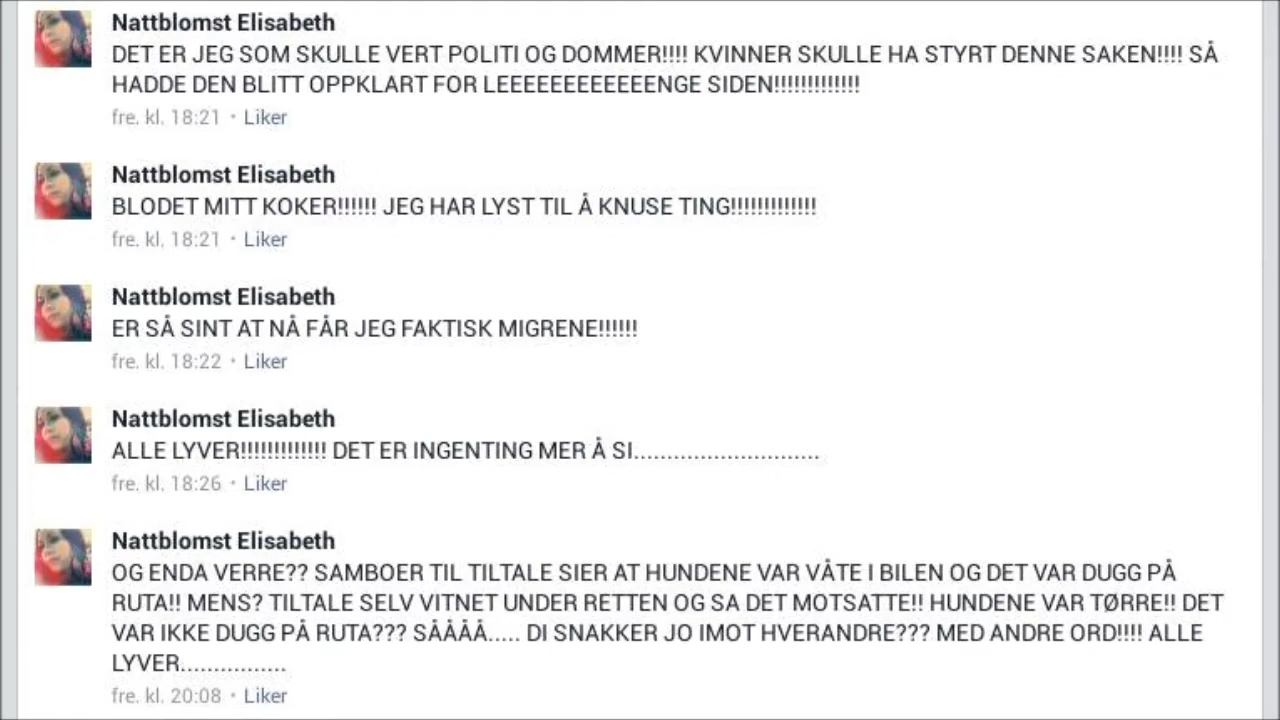 Nattblomst Elisabeth
DET ER JEG SOM SKULLE VERT POLITI OG DOMMER!!!! KVINNER SKULLE HA STYRT DENNE SAKEN!!!! SÅ
HADDE DEN BLITT OPPKLART FOR LEEEEEEEEEEEEENGE SIDEN!!!!!!!!!!!!!
fre. kl. 18:21 • Liker
Nattblomst Elisabeth
BLODET MITT KOKER!!!!!! JEG HAR LYST TIL Å KNUSE TING!!!!!!!!!!!!!
fre. kl. 18:21 • Liker
Nattblomst Elisabeth
ER SÅ SINT AT NÅ FÅR JEG FAKTISK MIGRENE!!!!!!
fre. kl. 18:22 • Liker
Nattblomst Elisabeth
ALLE LYVER!!!!!!!!!!!!! DET ER INGENTING MER Å SI............................
fre. kl. 18:26 • Liker
Nattblomst Elisabeth
OG ENDA VERRE?? SAMBOER TIL TILTALE SIER AT HUNDENE VAR VÅTE I BILEN OG DET VAR DUGG PÅ
RUTA!! MENS? TILTALE SELV VITNET UNDER RETTEN OG SA DET MOTSATTE!! HUNDENE VAR TØRRE!! DET
VAR IKKE DUGG PÅ RUTA??? SÅÅÅÅ..... DI SNAKKER JO IMOT HVERANDRE??? MED ANDRE ORD!!!! ALLE
LYVER................
fre. kl. 20:08 • Liker